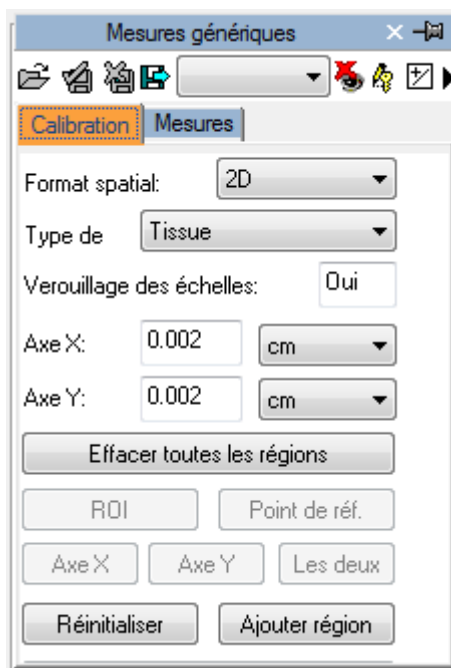 Mesures génériques
Calibration Mesures
Format spatial: 2D
Type de Tissue
Verouillage des échelles: Oui
Axe X: 0.002 cm
Axe Y: 0.002 cm
Effacer toutes les régions
ROI Point de réf.
Axe X Axe Y Les deux
Réinitialiser Ajouter région